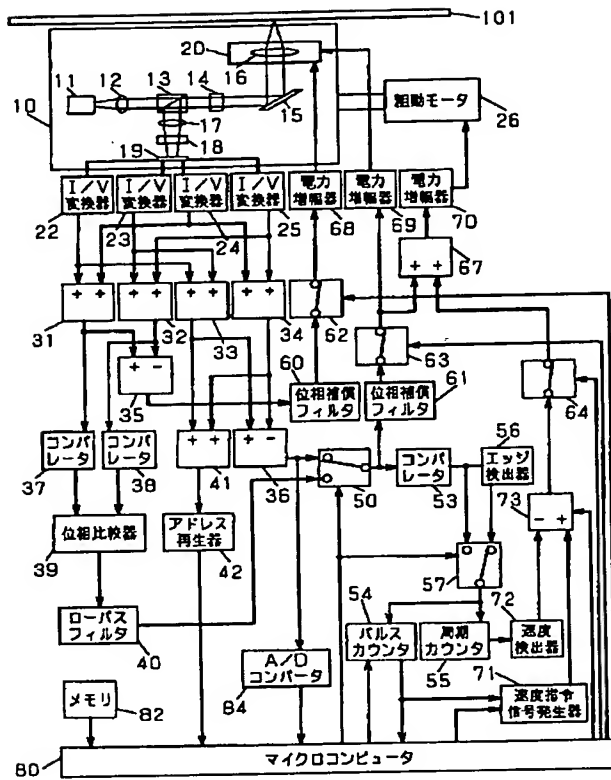 101
20
16
11 12 13 14
10
15
17
18
19
粗動モータ
26
I/V変換器
I/V変換器
I/V変換器
I/V変換器
電力増幅器
電力増幅器
電力増幅器
22 23 24 25 68 69 70
+ +
67
+ +
+ +
+ +
+ +
31 32 33 34
62
63
64
+ -
35
60
位相補償フィルタ
61
位相補償フィルタ
コンパレータ
コンパレータ
37 38
+ +
41
+ -
36
50
コンパレータ
53
56
エッジ検出器
73
- +
位相比較器
39
アドレス再生器
42
57
ローパスフィルタ
40
54
パルスカウンタ
周期カウンタ
55
72
速度検出器
71
速度指令信号発生器
A/Dコンバータ
84
メモリ
82
80
マイクロコンピュータ